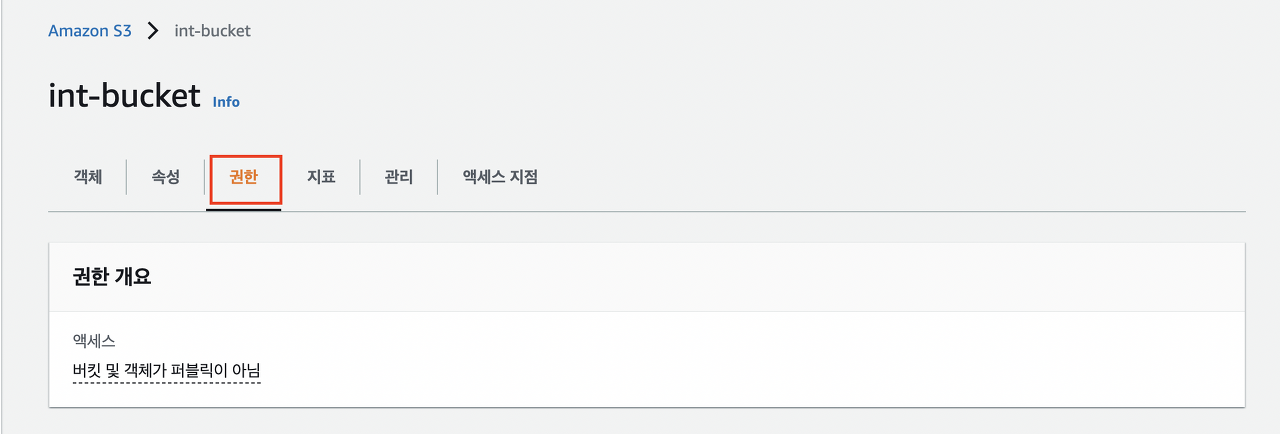 Amazon S3 > int-bucket
int-bucket Info
객체 속성 권한 지표 관리 액세스 지점
권한 개요
액세스
버킷 및 객체가 퍼블릭이 아님